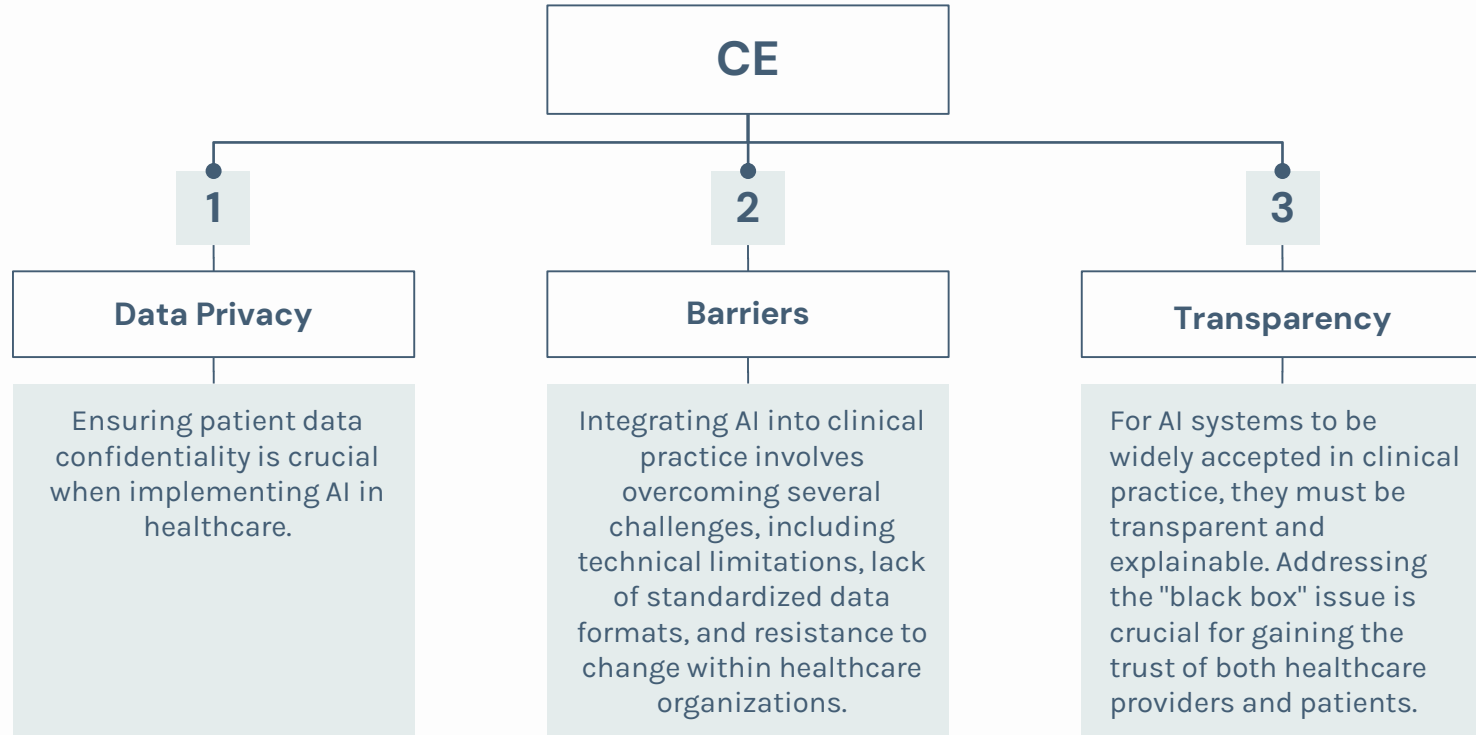 CE
1
Data Privacy
Ensuring patient data
confidentiality is crucial
when implementing AI in
healthcare.
2
Barriers
Integrating AI into clinical
practice involves
overcoming several
challenges, including
technical limitations, lack
of standardized data
formats, and resistance to
change within healthcare
organizations.
3
Transparency
For AI systems to be
widely accepted in clinical
practice, they must be
transparent and
explainable. Addressing
the "black box" issue is
crucial for gaining the
trust of both healthcare
providers and patients.